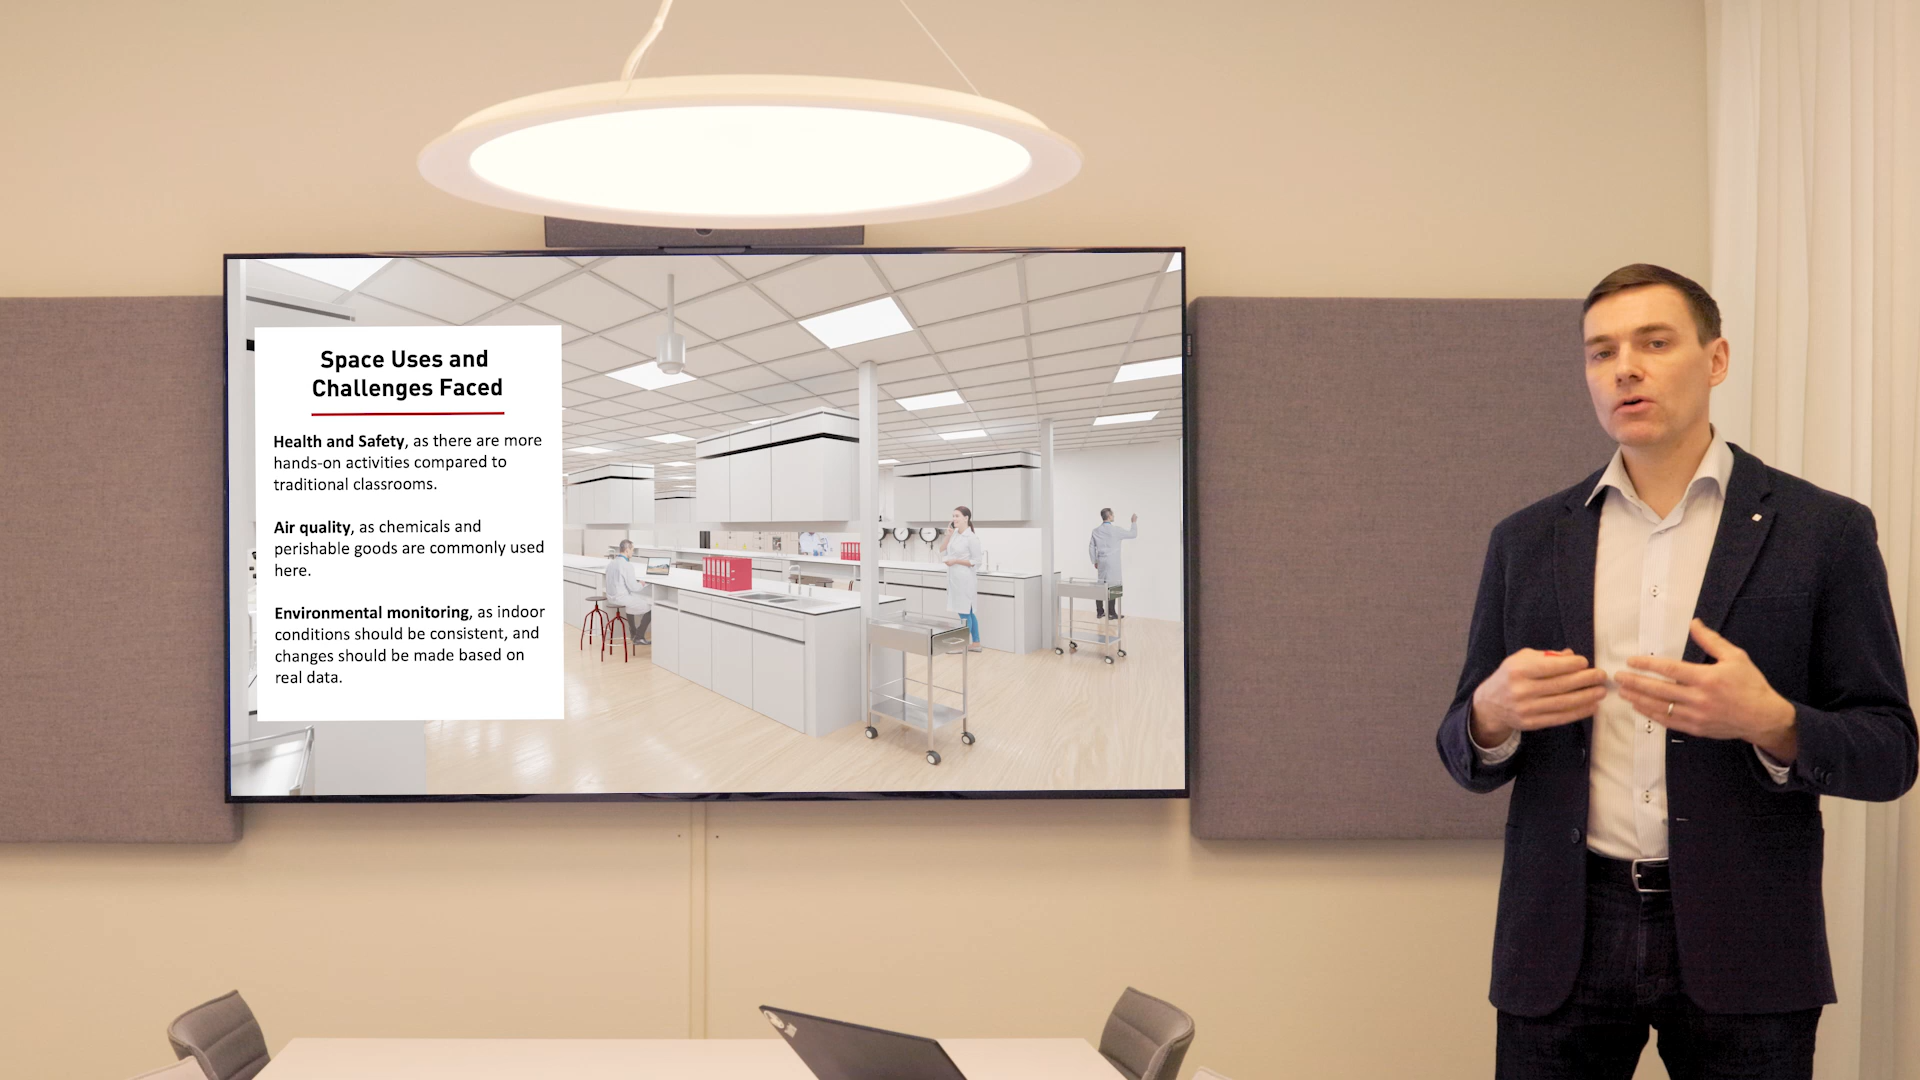 Space Uses and
Challenges Faced
Health and Safety, as there are more
hands-on activities compared to
traditional classrooms.
Air quality, as chemicals and
perishable goods are commonly used
here.
Environmental monitoring, as indoor
conditions should be consistent, and
changes should be made based on
real data.